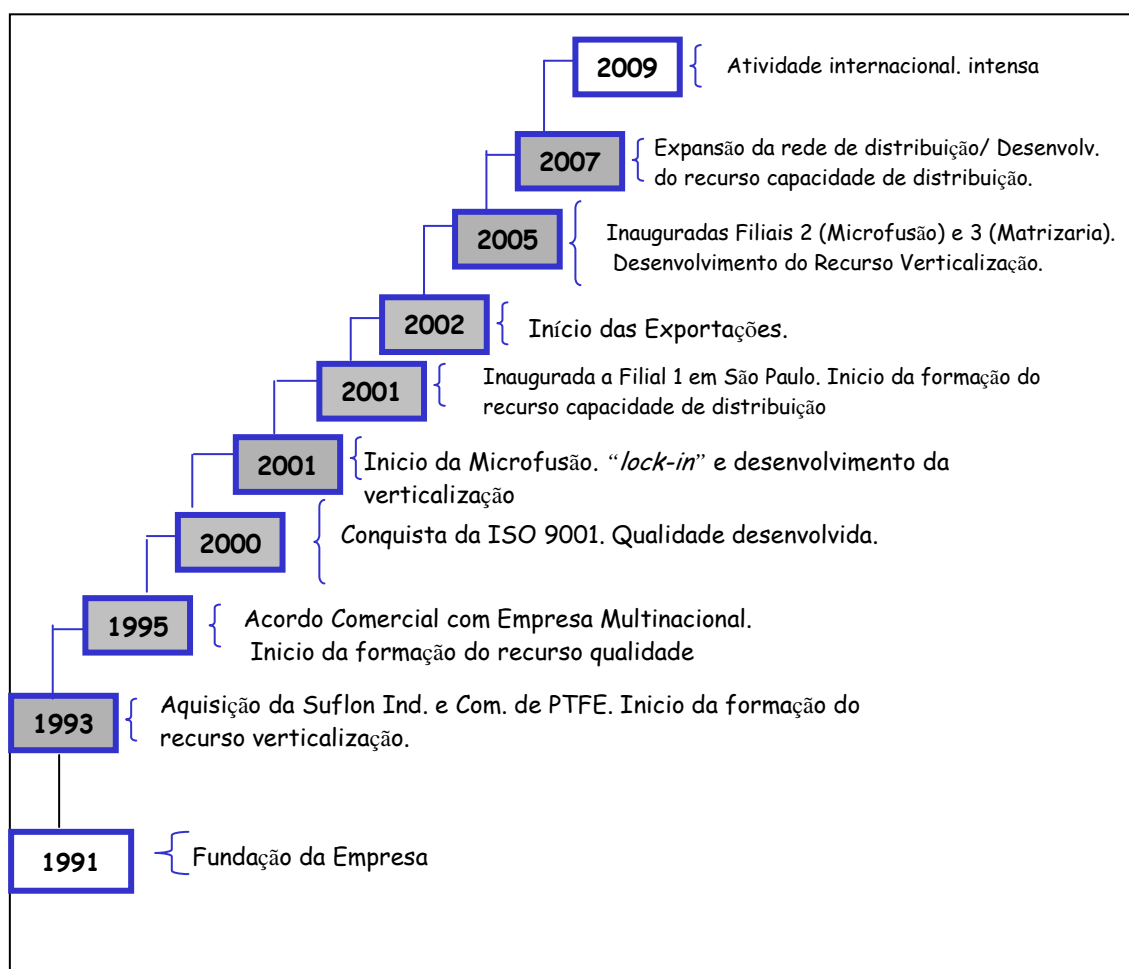 2009
Atividade internacional. intensa
2007
Expansão da rede de distribuição/ Desenvolv.
do recurso capacidade de distribuição.
2005
Inauguradas Filiais 2 (Microfusão) e 3 (Matrizaria).
Desenvolvimento do Recurso Verticalização.
2002
Início das Exportações.
2001
Inaugurada a Filial 1 em São Paulo. Inicio da formação do
recurso capacidade de distribuição
2001
Inicio da Microfusão. “lock-in” e desenvolvimento da
verticalização
2000
Conquista da ISO 9001. Qualidade desenvolvida.
1995
Acordo Comercial com Empresa Multinacional.
Inicio da formação do recurso qualidade
1993
Aquisição da Suflon Ind. e Com. de PTFE. Inicio da formação do
recurso verticalização.
1991
Fundação da Empresa